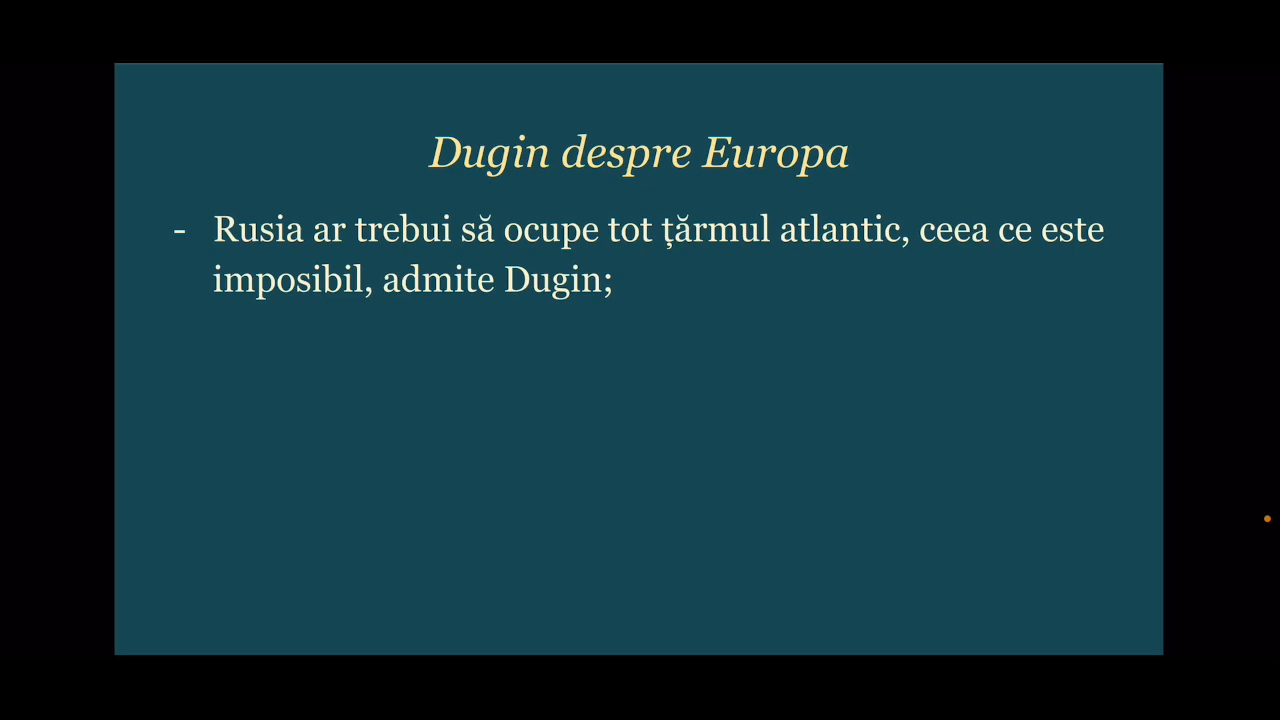 Dugin despre Europa
- Rusia ar trebui să ocupe tot țărmul atlantic, ceea ce este
imposibil, admite Dugin;